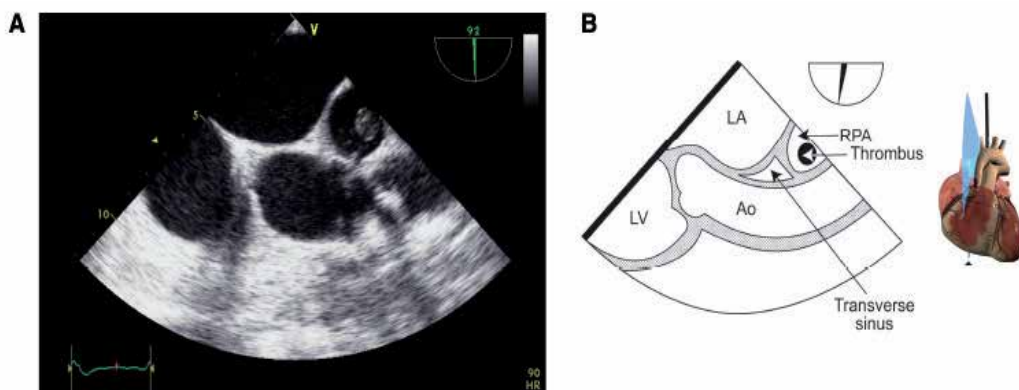 A
V
92
5
10
90
HR
B
LA
RPA
Thrombus
Ao
LV
Transverse
sinus